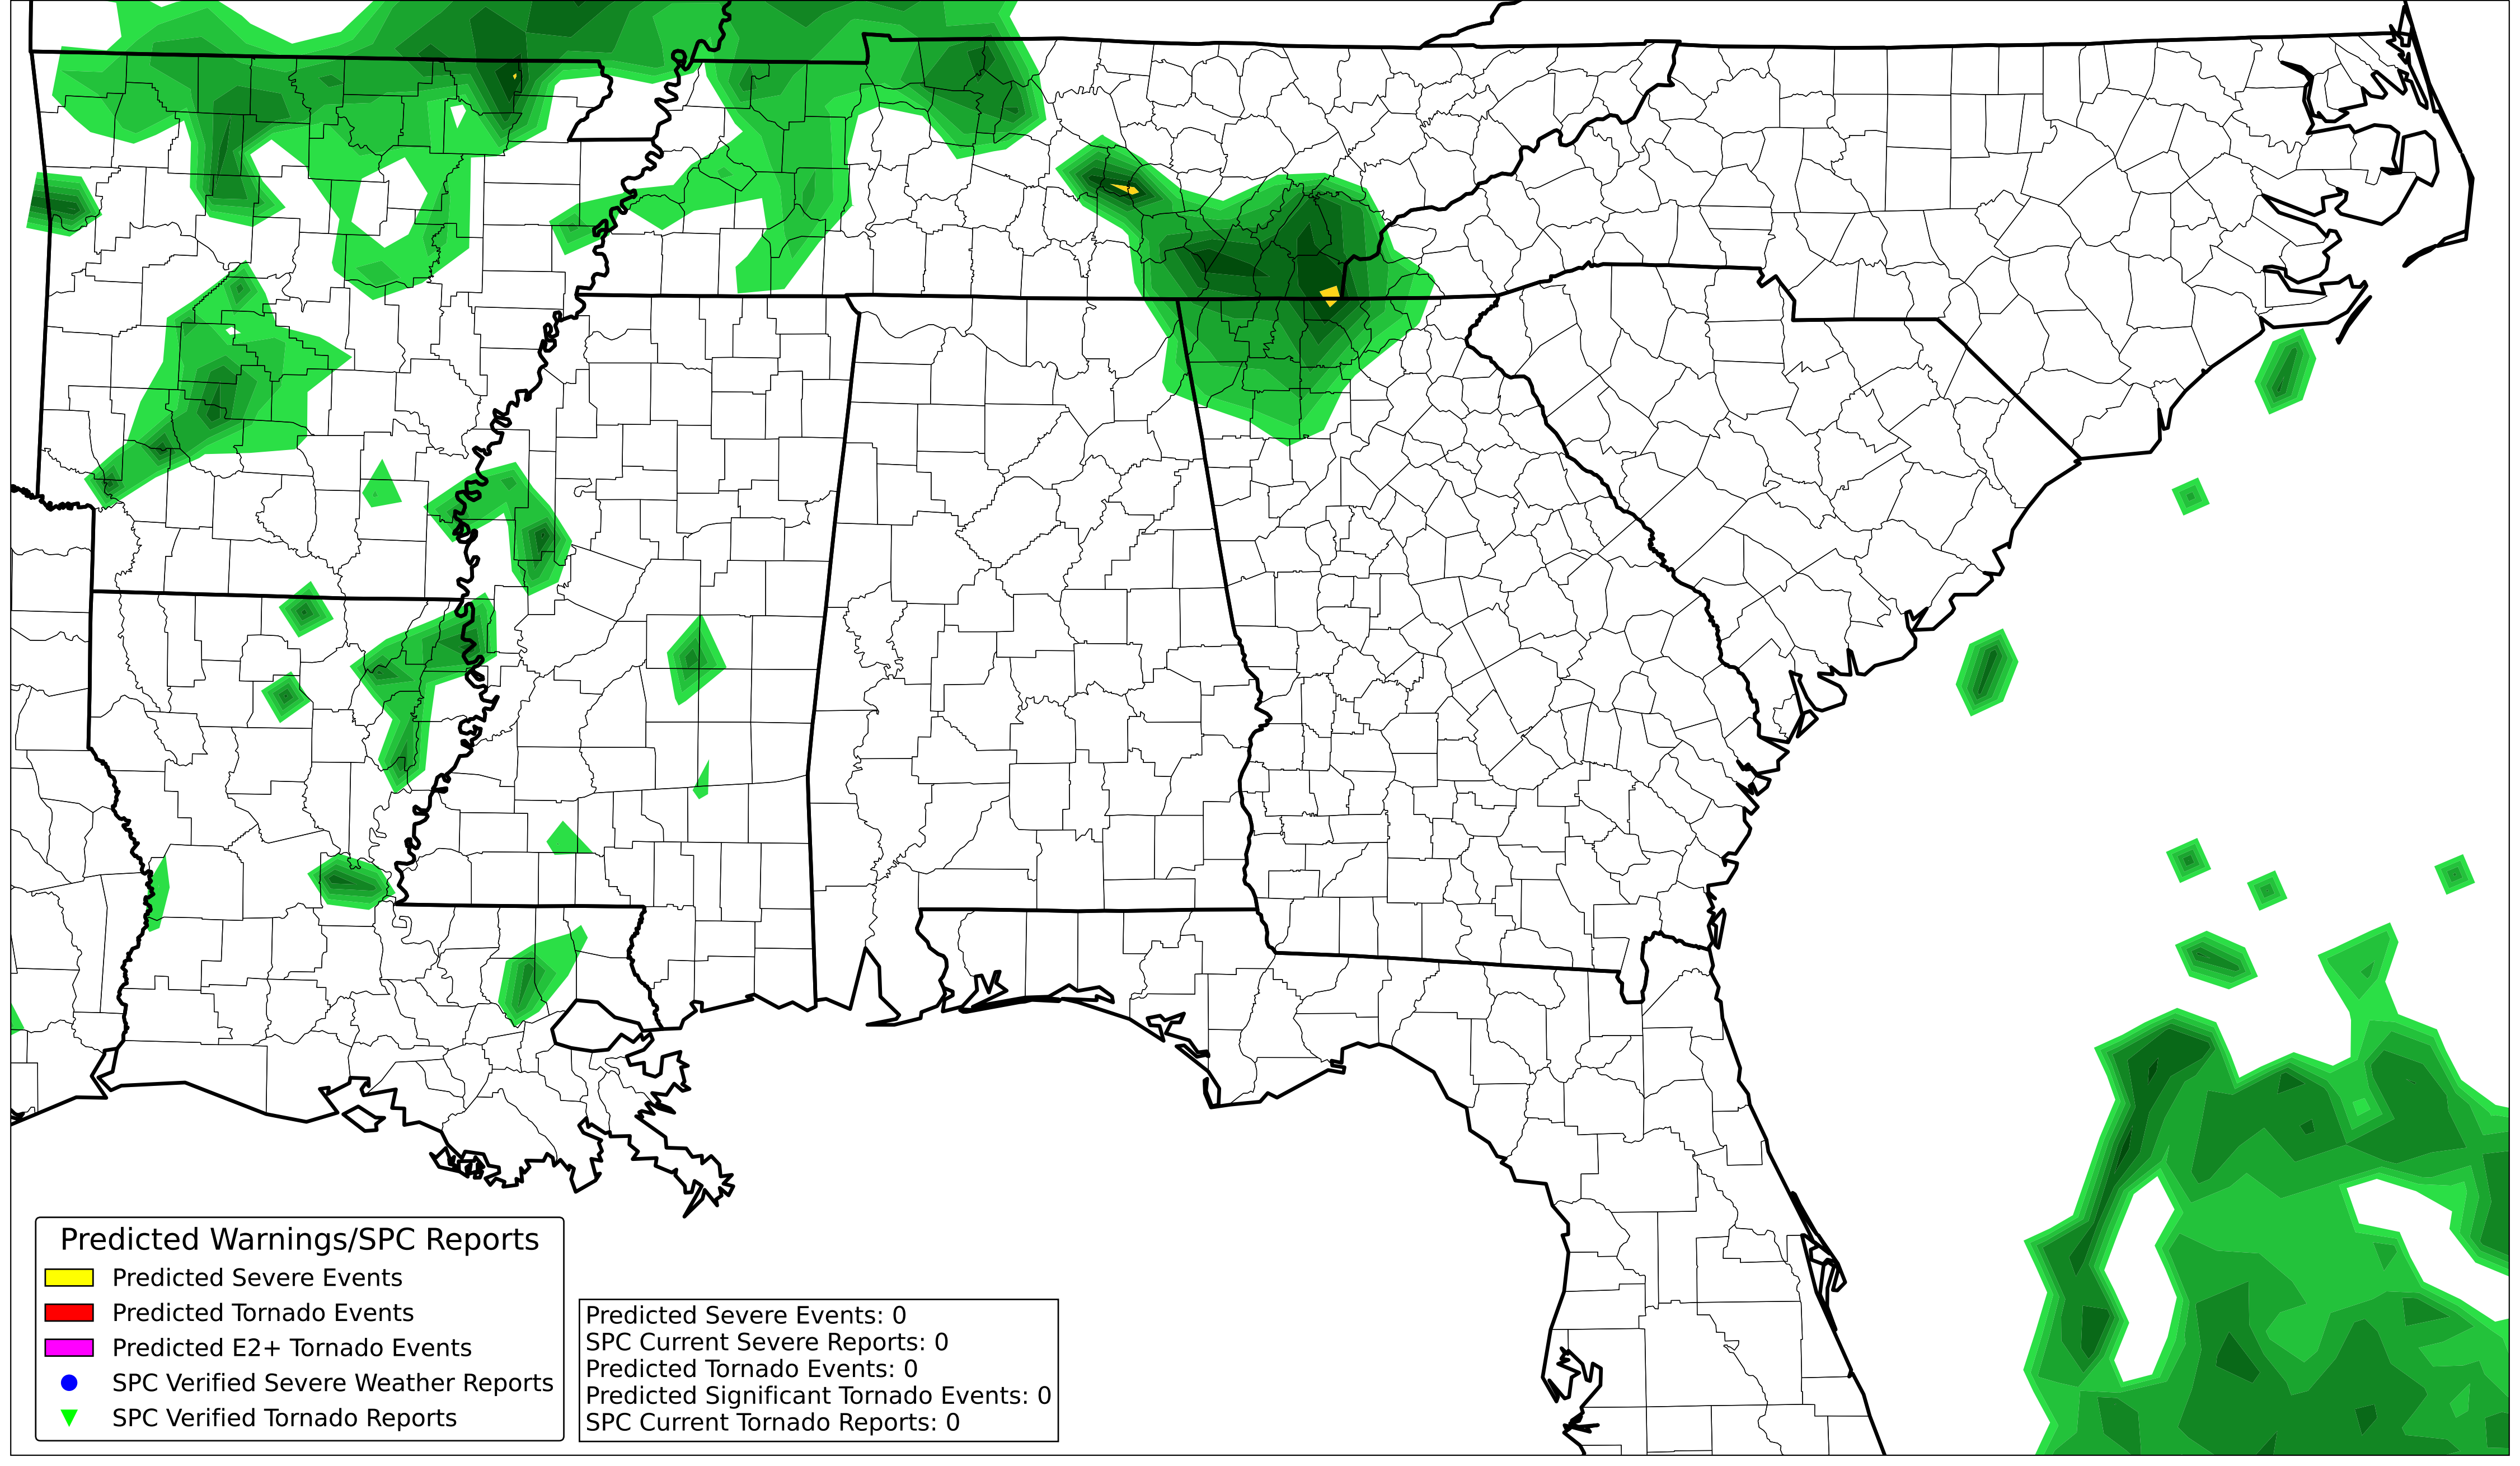 Predicted Warnings/SPC Reports
Predicted Severe Events
Predicted Tornado Events
Predicted E2+ Tornado Events
SPC Verified Severe Weather Reports
SPC Verified Tornado Reports
Predicted Severe Events: 0
SPC Current Severe Reports: 0
Predicted Tornado Events: 0
Predicted Significant Tornado Events: 0
SPC Current Tornado Reports: 0